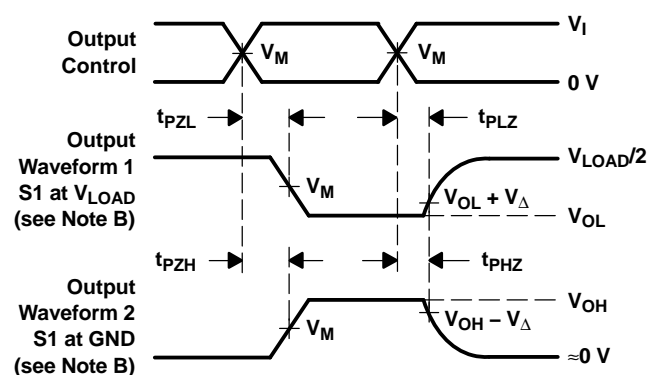 Output
Control
V_M
V_M
V_I
0 V
t_PZL
t_PLZ
Output
Waveform 1
S1 at V_LOAD
(see Note B)
V_M
V_LOAD/2
V_OL + V_Δ
V_OL
t_PZH
t_PHZ
Output
Waveform 2
S1 at GND
(see Note B)
V_M
V_OH
V_OH – V_Δ
≈0 V